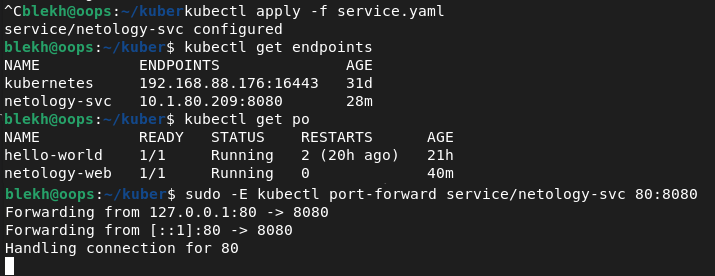 ^Cblekh@oops:~/kuberkubectl apply -f service.yaml
service/netology-svc configured
blekh@oops:~/kuber$ kubectl get endpoints
NAME           ENDPOINTS              AGE
kubernetes     192.168.88.176:16443   31d
netology-svc   10.1.80.209:8080       28m
blekh@oops:~/kuber$ kubectl get po
NAME           READY   STATUS    RESTARTS      AGE
hello-world    1/1     Running   2 (20h ago)   21h
netology-web   1/1     Running   0             40m
blekh@oops:~/kuber$ sudo -E kubectl port-forward service/netology-svc 80:8080
Forwarding from 127.0.0.1:80 -> 8080
Forwarding from [::1]:80 -> 8080
Handling connection for 80